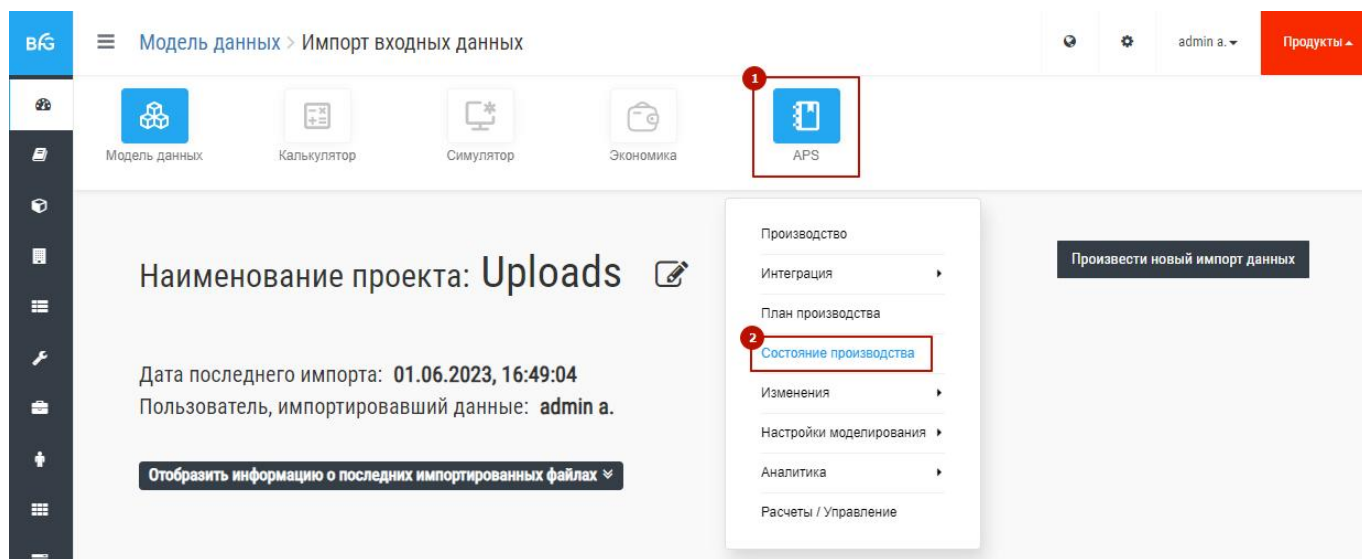 BFG
Модель данных > Импорт входных данных
admin a.
Продукты
1
Модель данных
Калькулятор
Симулятор
Экономика
APS
Производство
Интеграция
План производства
2
Состояние производства
Изменения
Настройки моделирования
Аналитика
Расчеты / Управление
Наименование проекта: Uploads
Произвести новый импорт данных
Дата последнего импорта: 01.06.2023, 16:49:04
Пользователь, импортировавший данные: admin a.
Отобразить информацию о последних импортированных файлах